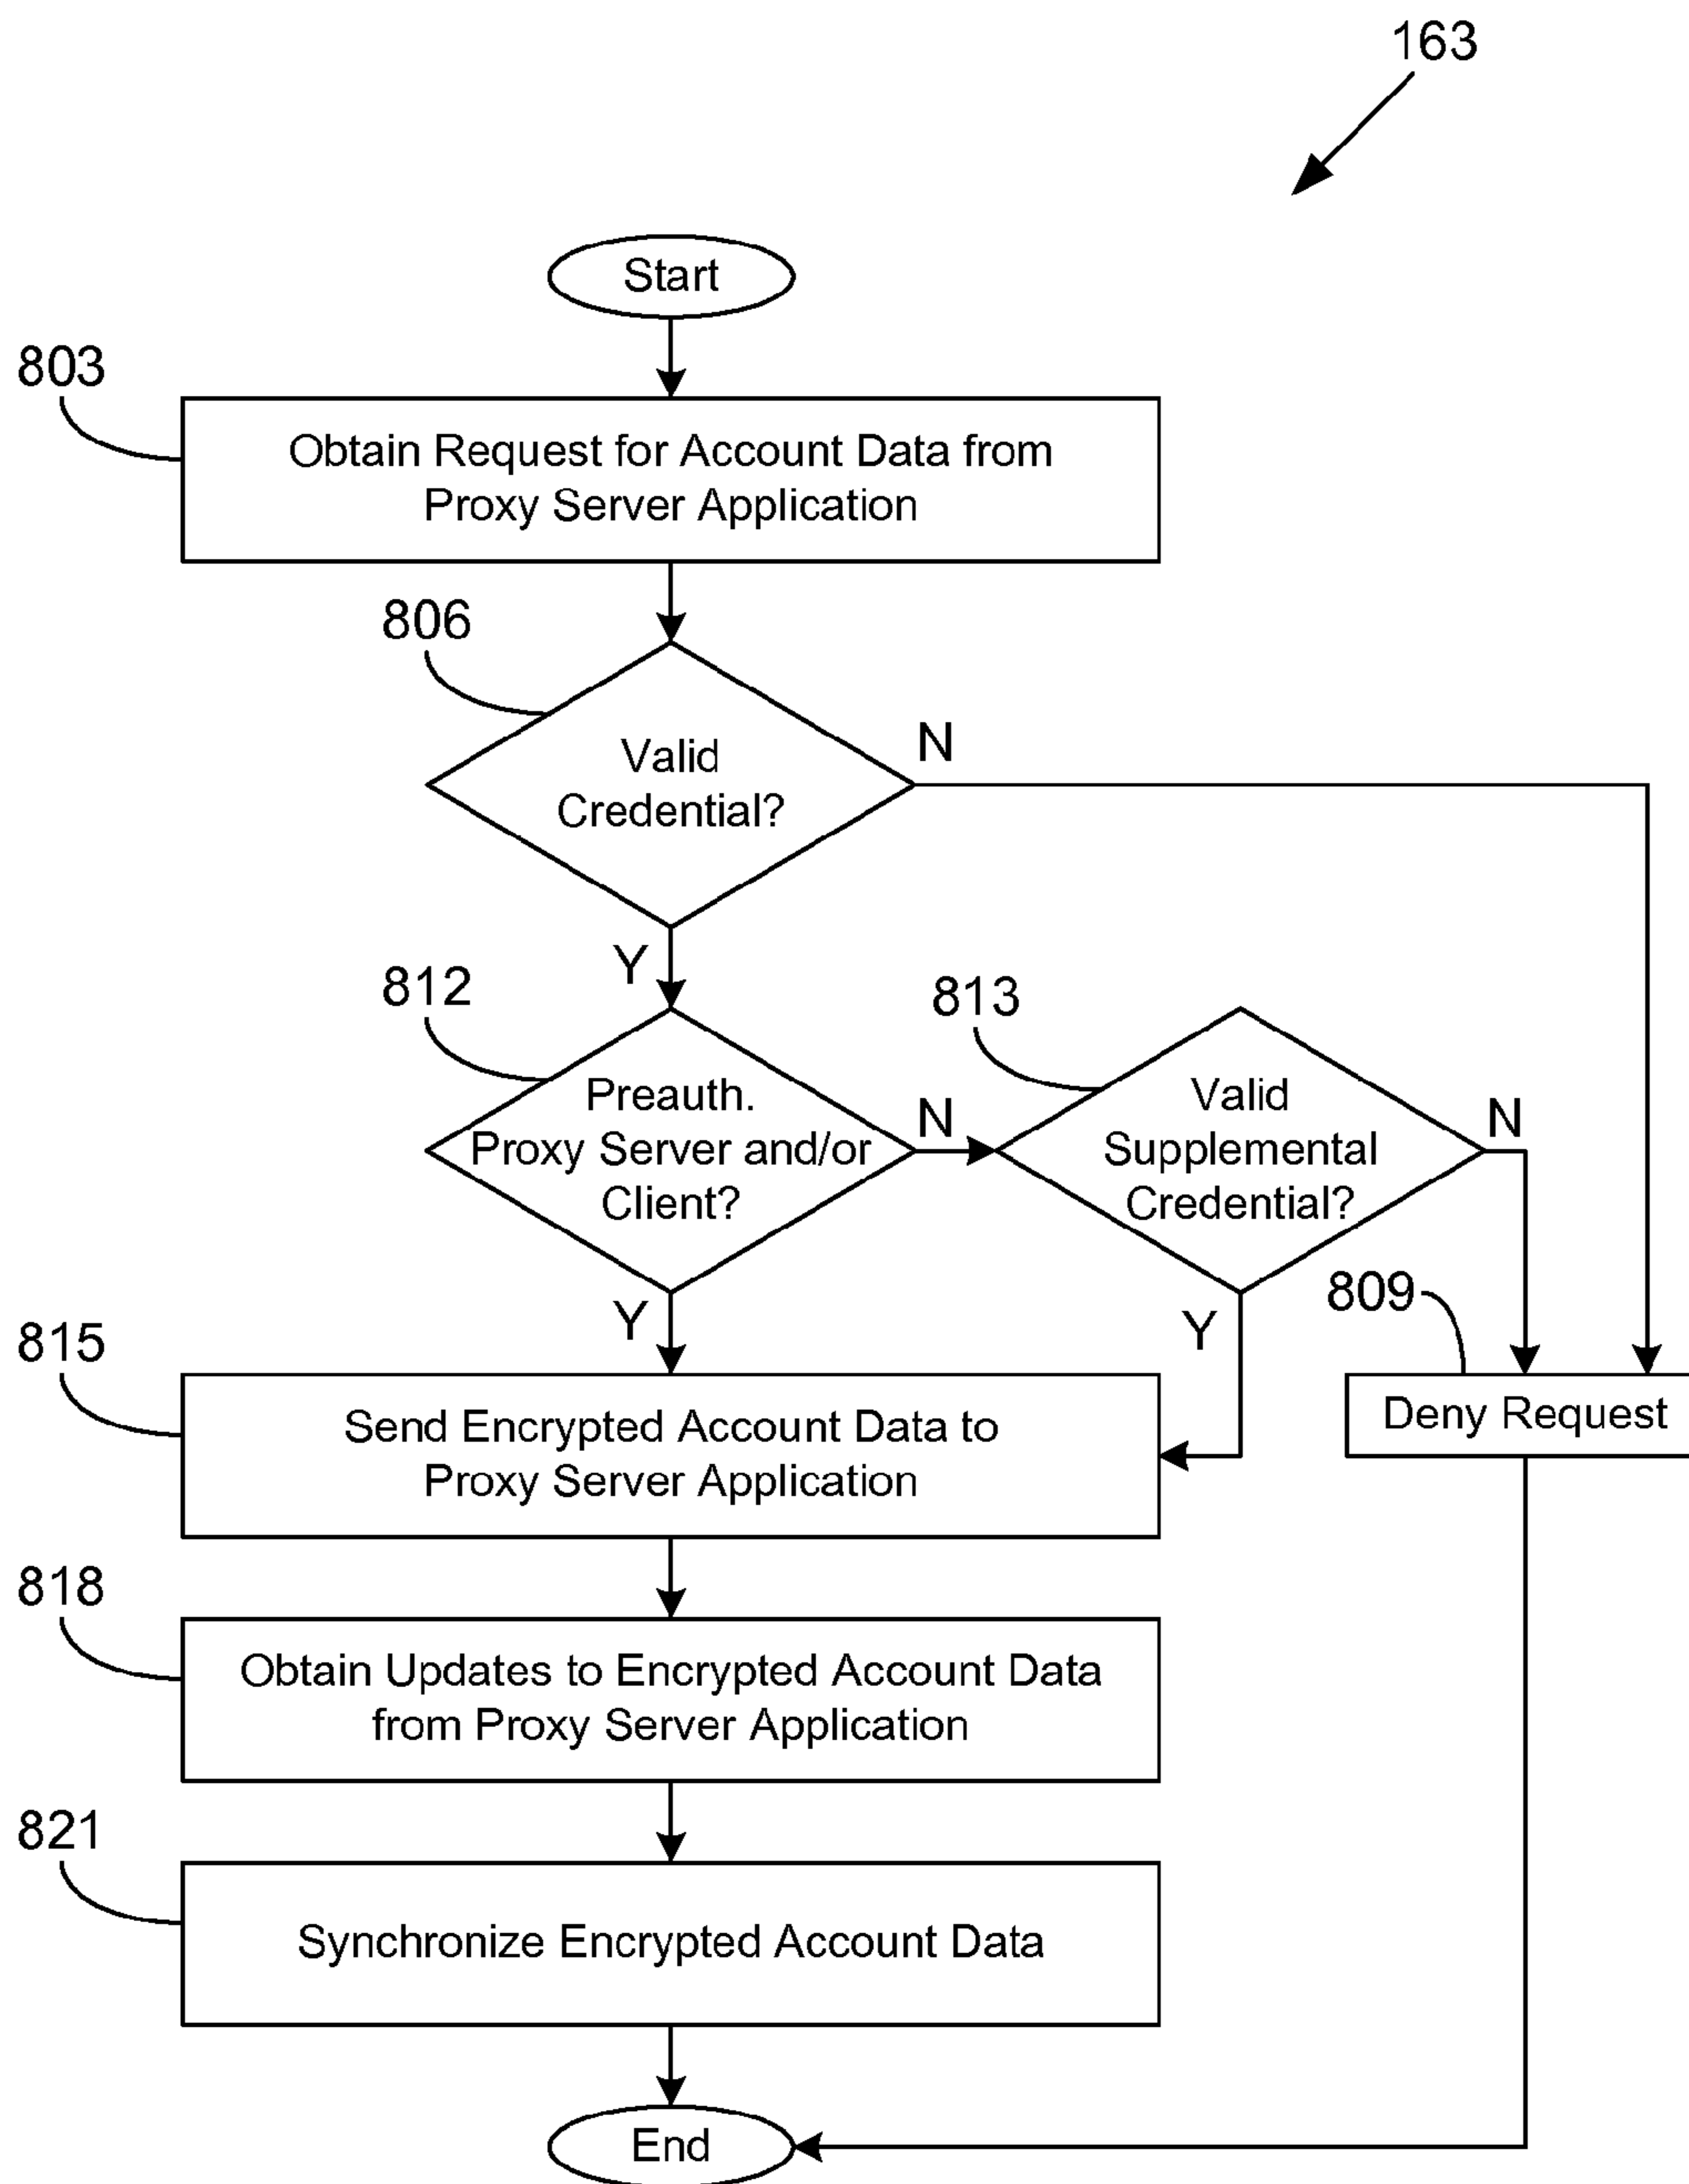 163
Start
803
Obtain Request for Account Data from
Proxy Server Application
806
Valid
Credential?
N
Y
812
Preauth.
Proxy Server and/or
Client?
N
813
Valid
Supplemental
Credential?
N
Y
Y
809
Deny Request
815
Send Encrypted Account Data to
Proxy Server Application
818
Obtain Updates to Encrypted Account Data
from Proxy Server Application
821
Synchronize Encrypted Account Data
End